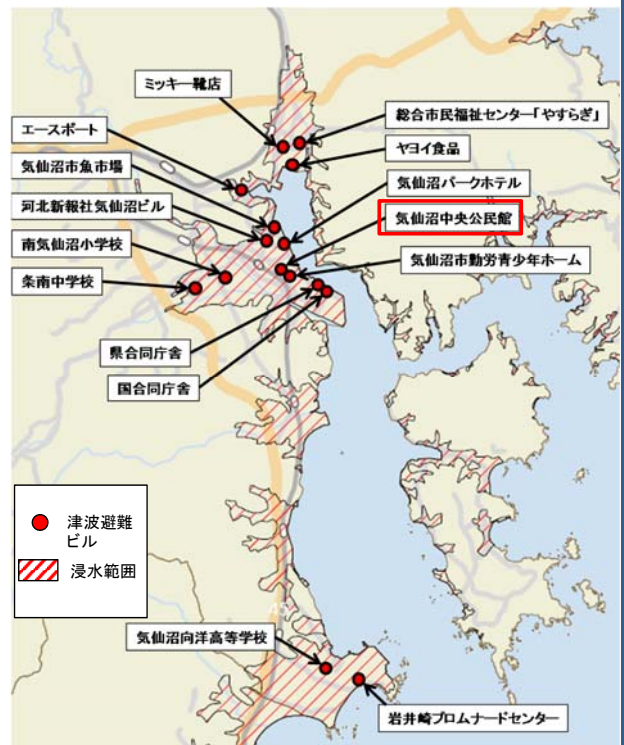 ミッキー靴店
総合市民福祉センター「やすらぎ」
エースポート
ヤヨイ食品
気仙沼市魚市場
気仙沼パークホテル
河北新報社気仙沼ビル
気仙沼中央公民館
南気仙沼小学校
気仙沼市勤労青少年ホーム
条南中学校
県合同庁舎
国合同庁舎
津波避難
ビル
浸水範囲
45
気仙沼向洋高等学校
岩井崎プロムナードセンター